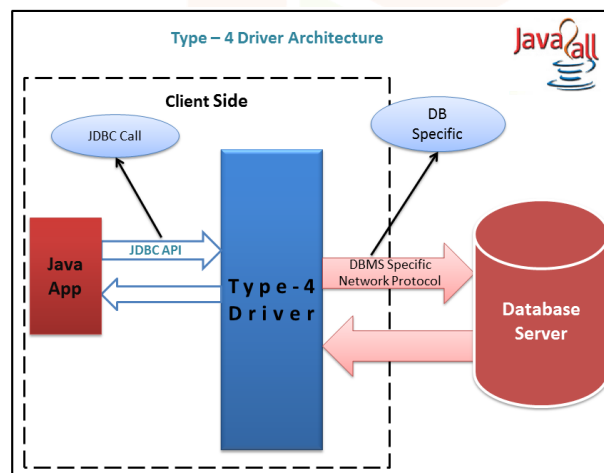 Type – 4 Driver Architecture
Java2all
Client Side
JDBC Call
DB
Specific
JDBC API
Java
App
Type-4
Driver
DBMS Specific
Network Protocol
Database
Server